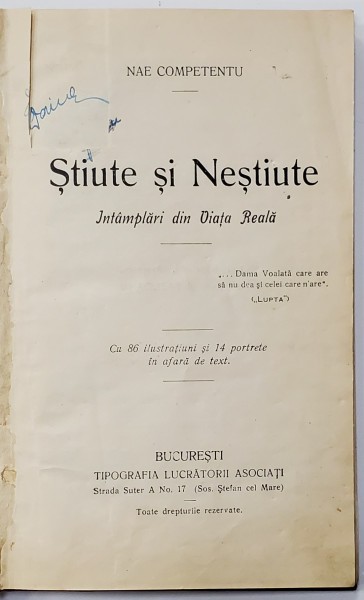 Doina
NAE COMPETENTU
Știute și Neștiute
Intâmplări din Viața Reală
„... Dama Voalată care are
să nu dea și celei care n'are“.
(„LUPTA“)
Cu 86 ilustrațiuni și 14 portrete
în afară de text.
BUCUREȘTI
TIPOGRAFIA LUCRĂTORII ASOCIAȚI
Strada Suter A No. 17 (Sos. Ștefan cel Mare)
Toate drepturile rezervate.